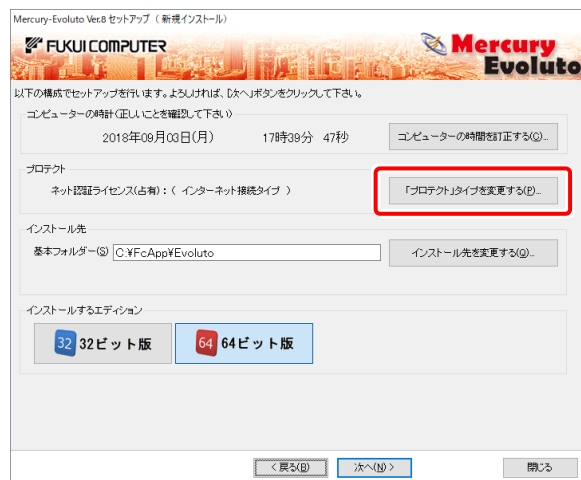 Mercury-Evoluto Ver.8 セットアップ（ 新規インストール）
FUKUI COMPUTER
Mercury
Evoluto
以下の構成でセットアップを行います。よろしければ、[次へ]ボタンをクリックして下さい。
コンピューターの時計（正しいことを確認して下さい）
2018年09月03日(月) 17時39分 47秒 コンピューターの時間を訂正する(C)...
プロテクト
ネット認証ライセンス(占有)：（ インターネット接続タイプ ） 「プロテクト」タイプを変更する(P)...
インストール先
基本フォルダー(S) C:¥FcApp¥Evoluto インストール先を変更する(Q)...
インストールするエディション
32 32ビット版 64 64ビット版
< 戻る(B) 次へ(N) > 閉じる